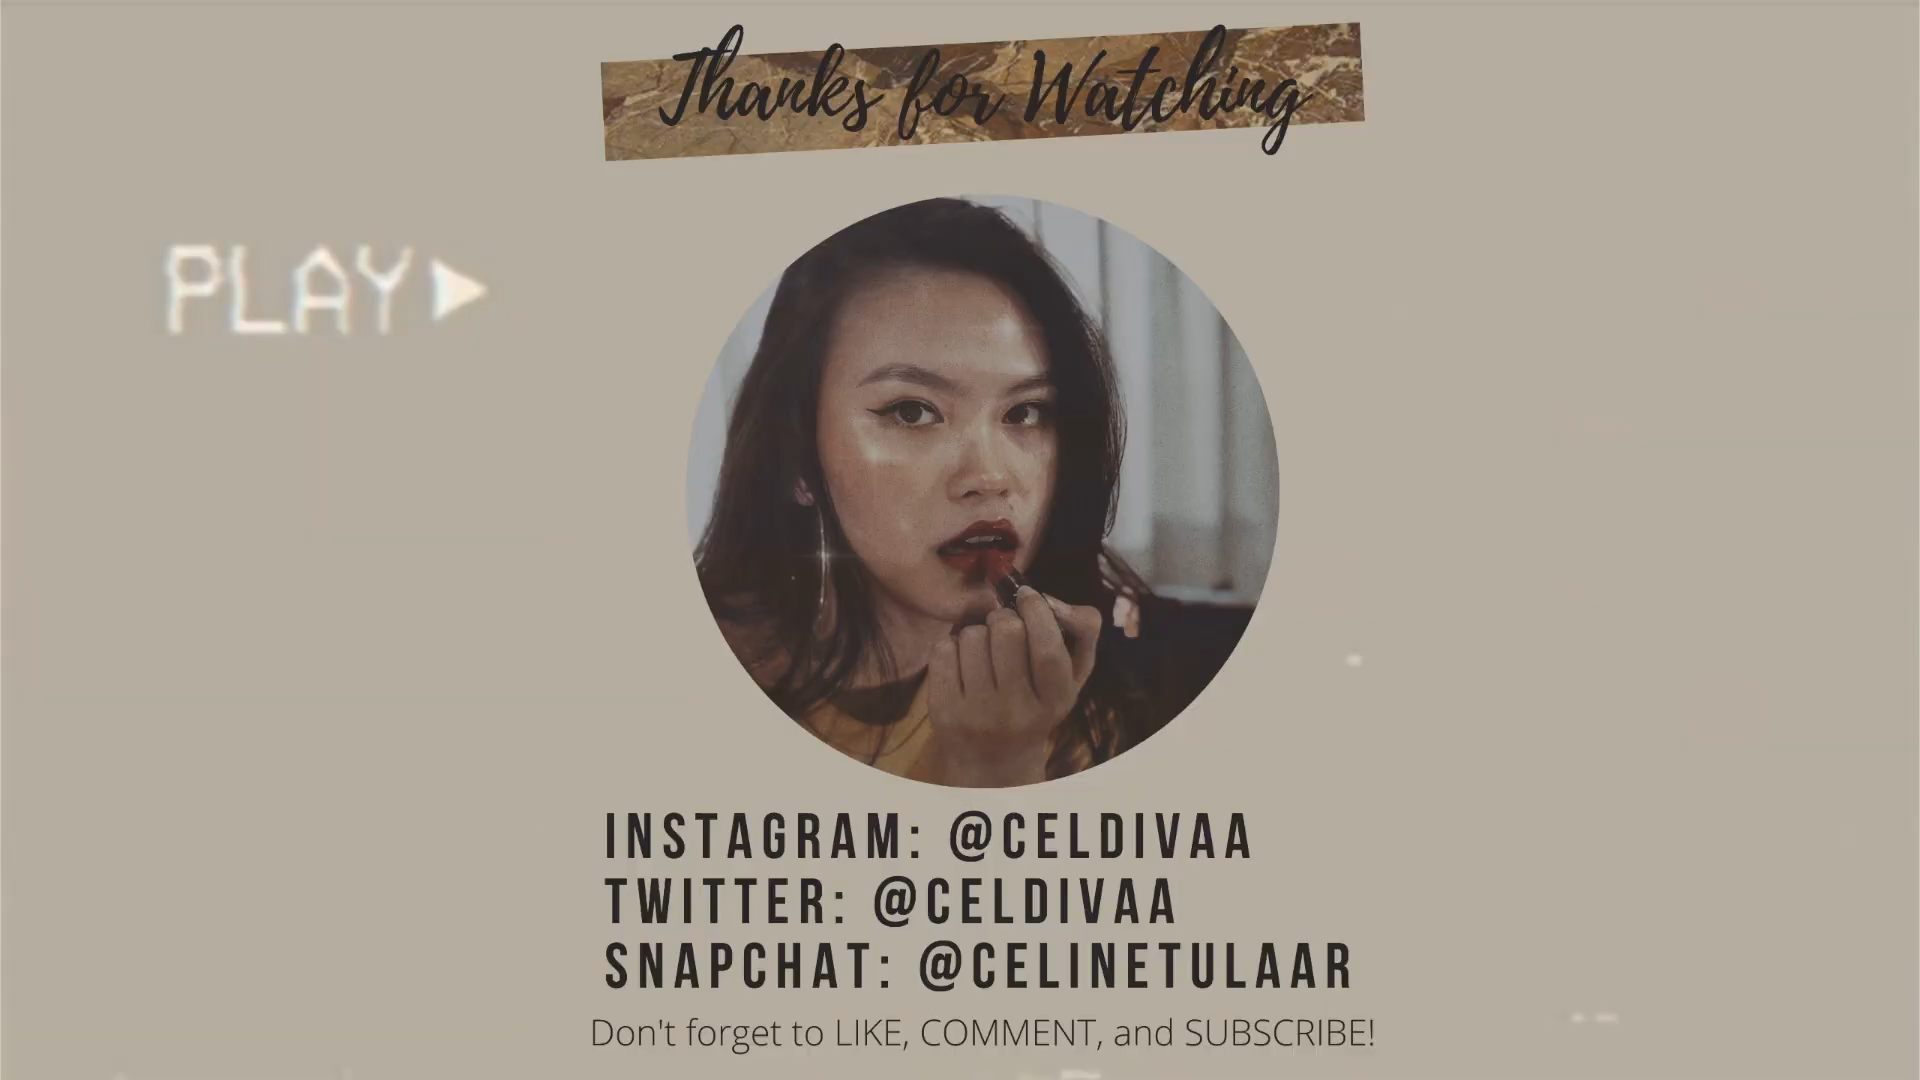 Thanks for Watching
PLAY
INSTAGRAM: @CELDIVAA
TWITTER: @CELDIVAA
SNAPCHAT: @CELINETULAAR
Don't forget to LIKE, COMMENT, and SUBSCRIBE!